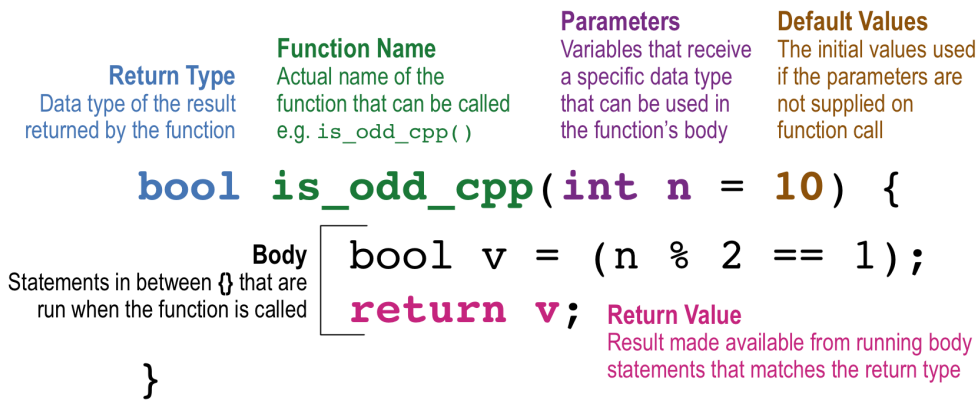 Return Type
Data type of the result
returned by the function
Function Name
Actual name of the
function that can be called
e.g. is_odd_cpp()
Parameters
Variables that receive
a specific data type
that can be used in
the function's body
Default Values
The initial values used
if the parameters are
not supplied on
function call
bool is_odd_cpp(int n = 10) {
Body
Statements in between {} that are
run when the function is called
bool v = (n % 2 == 1);
return v;
Return Value
Result made available from running body
statements that matches the return type
}